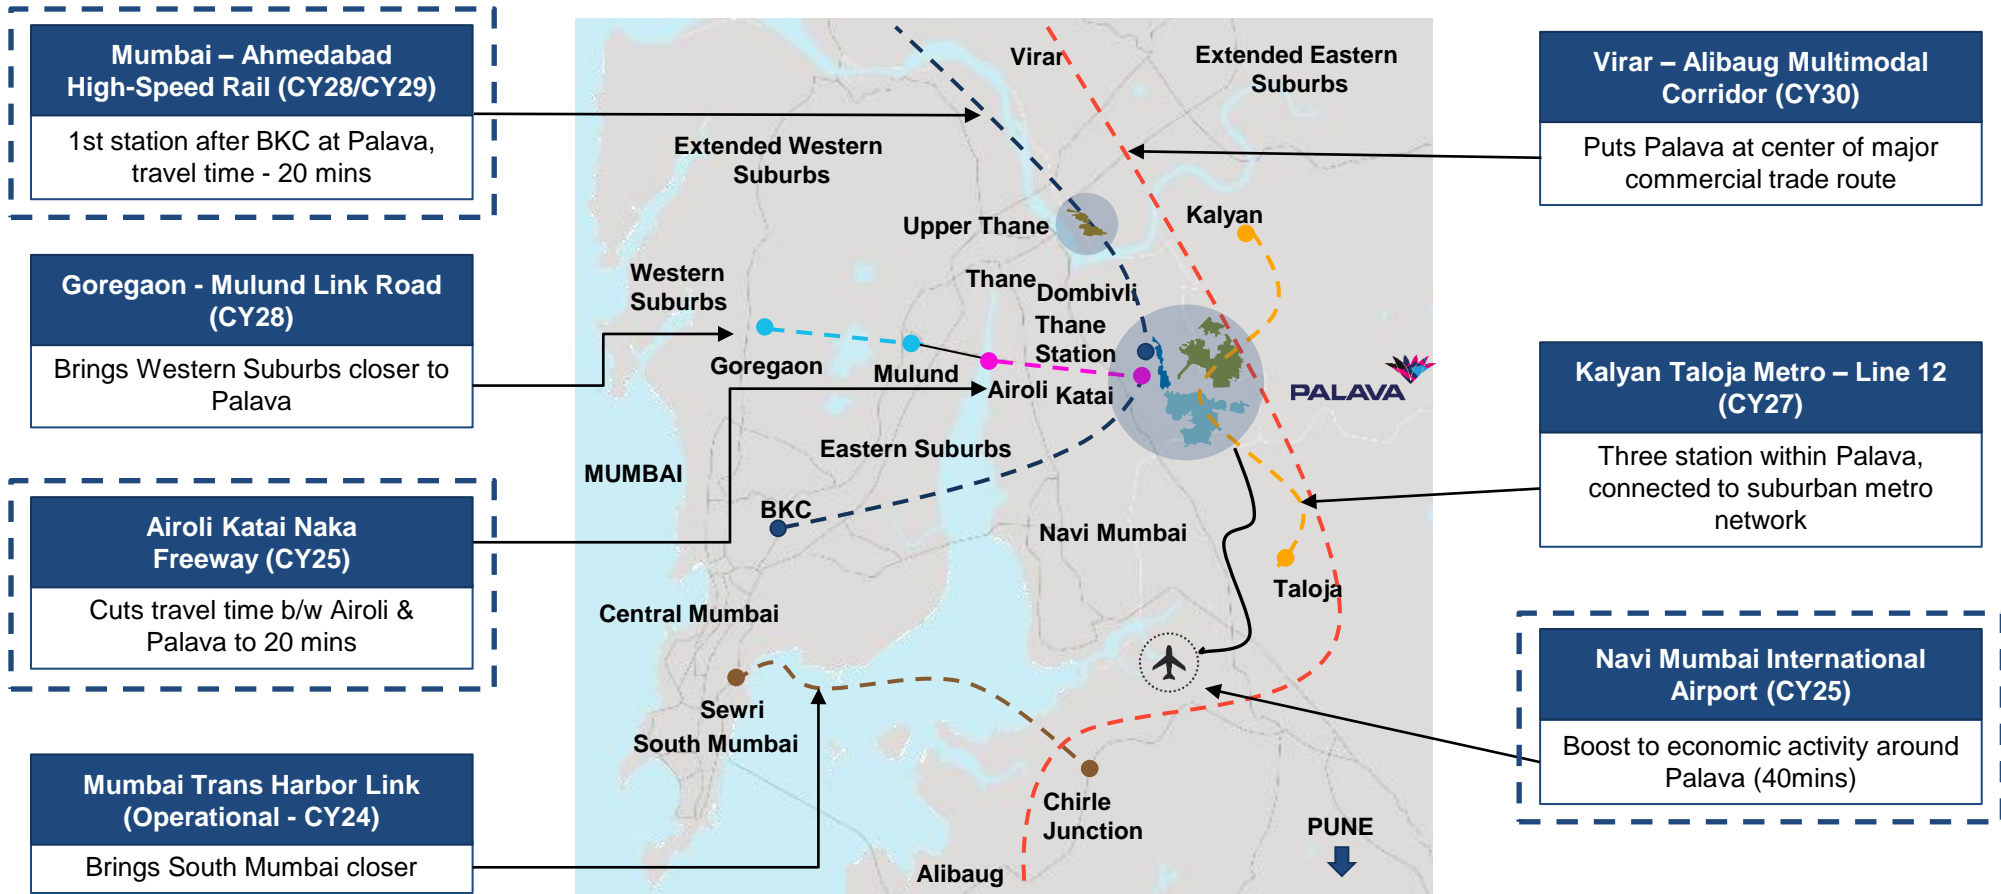 Mumbai – Ahmedabad
High-Speed Rail (CY28/CY29)
1st station after BKC at Palava,
travel time - 20 mins
Goregaon - Mulund Link Road
(CY28)
Brings Western Suburbs closer to
Palava
Airoli Katai Naka
Freeway (CY25)
Cuts travel time b/w Airoli &
Palava to 20 mins
Mumbai Trans Harbor Link
(Operational - CY24)
Brings South Mumbai closer
Virar
Extended Eastern
Suburbs
Extended Western
Suburbs
Upper Thane
Kalyan
Western
Suburbs
Thane
Dombivli
Thane
Station
Goregaon
Mulund
Airoli
Katai
PALAVA
Eastern Suburbs
MUMBAI
BKC
Navi Mumbai
Taloja
Central Mumbai
Sewri
South Mumbai
Chirle
Junction
PUNE
Alibaug
Virar – Alibaug Multimodal
Corridor (CY30)
Puts Palava at center of major
commercial trade route
Kalyan Taloja Metro – Line 12
(CY27)
Three station within Palava,
connected to suburban metro
network
Navi Mumbai International
Airport (CY25)
Boost to economic activity around
Palava (40mins)